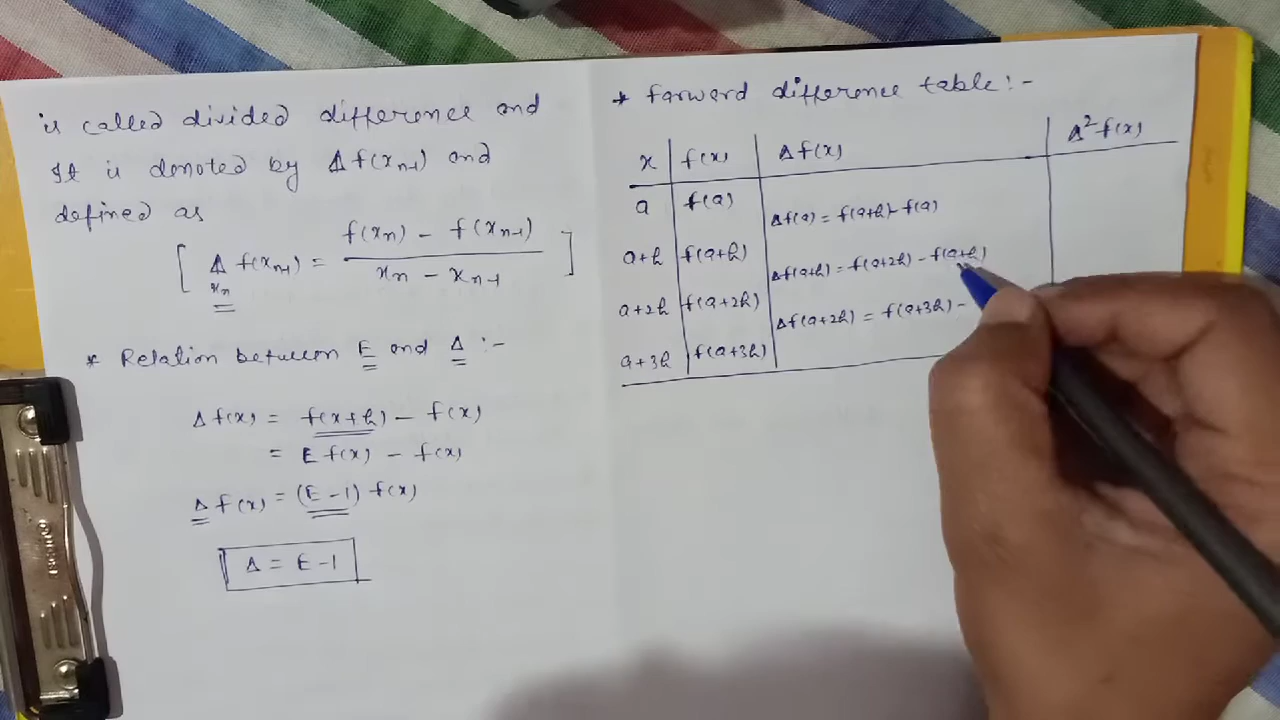 is called divided difference and
It is denoted by Δ f(xn-1) and
defined as
[ Δ f(xn-1) = f(xn) - f(xn-1) / xn - xn-1 ]
xn
* Relation between E and Δ :-
Δ f(x) = f(x+h) - f(x)
= E f(x) - f(x)
Δ f(x) = (E-1) f(x)
Δ = E-1
* Forward difference table :-
x | f(x) | Δ f(x) | Δ² f(x)
a | f(a)
Δ f(a) = f(a+h) - f(a)
a+h | f(a+h)
Δ f(a+h) = f(a+2h) - f(a+h)
a+2h | f(a+2h)
Δ f(a+2h) = f(a+3h) -
a+3h | f(a+3h)